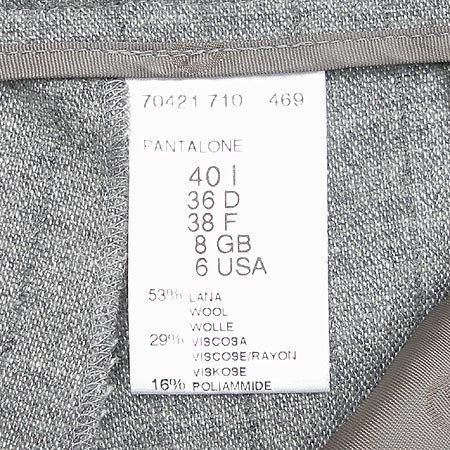 70421 710 469
PANTALONE
40 I
36 D
38 F
8 GB
6 USA
53% LANA
WOOL
WOLLE
29% VISCOSA
VISCOSE/RAYON
VISKOSE
16% POLIAMMIDE